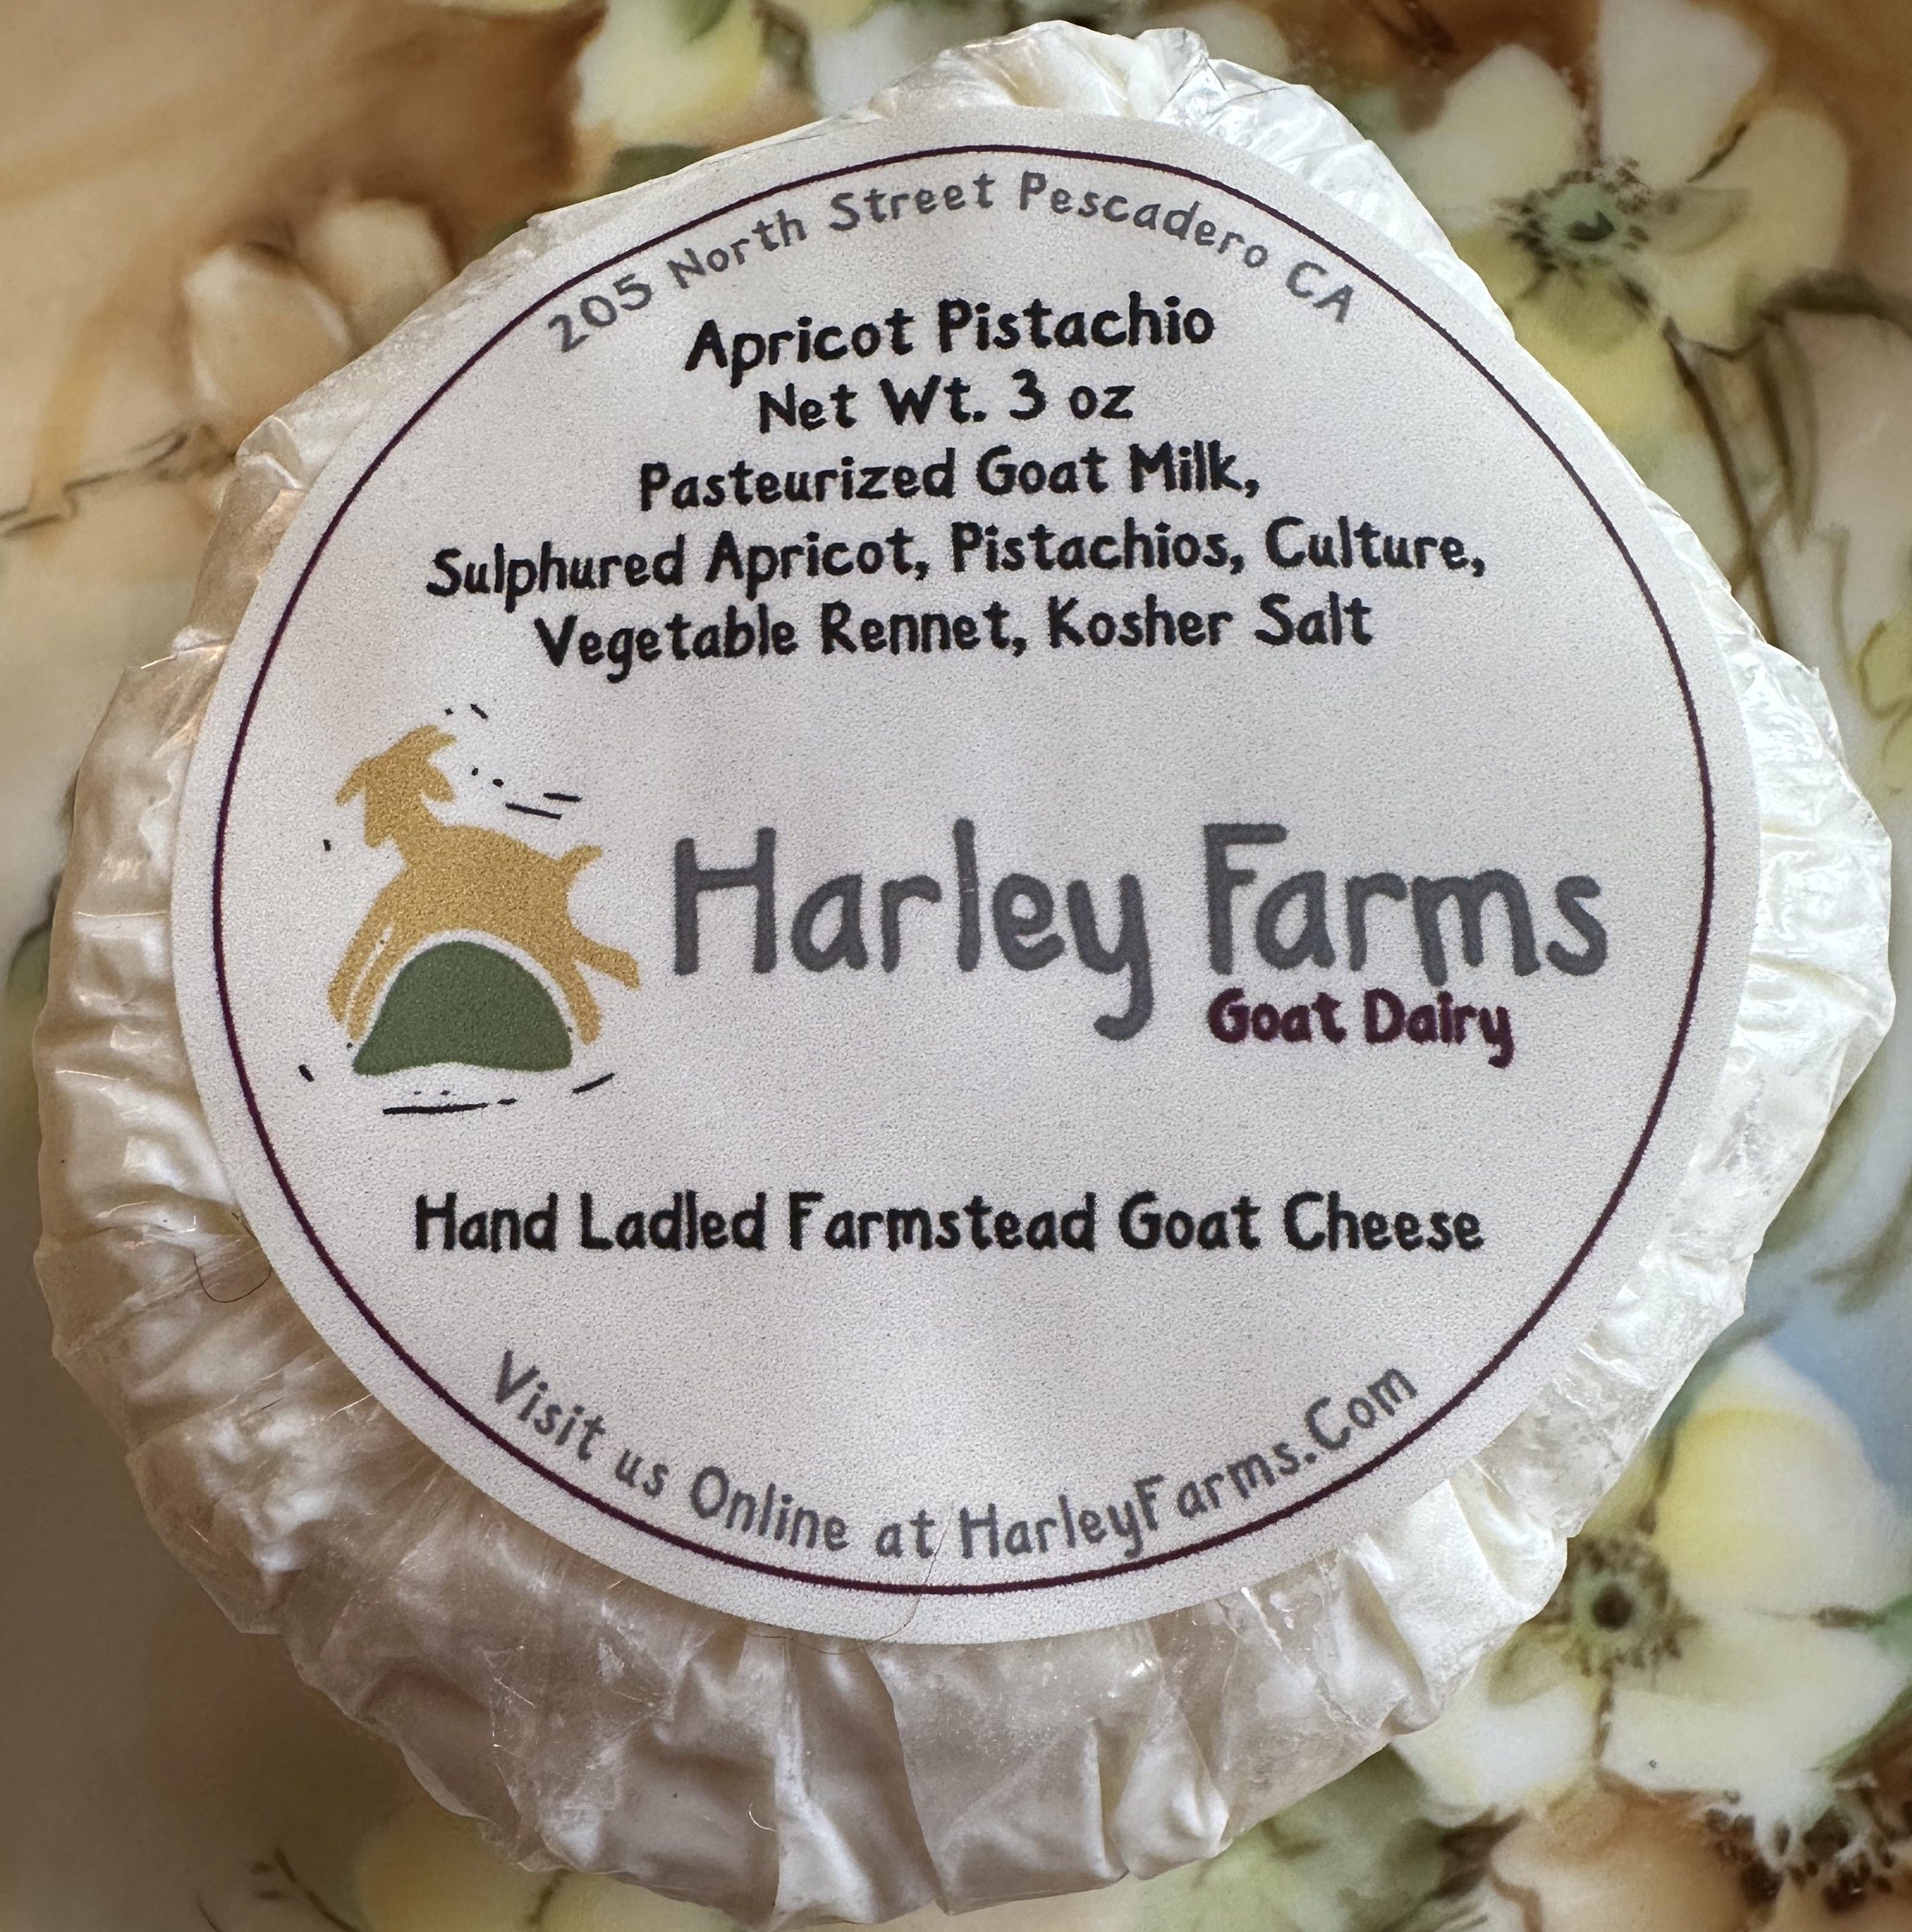 205 North Street Pescadero CA
Apricot Pistachio
Net Wt. 3 oz
Pasteurized Goat Milk,
Sulphured Apricot, Pistachios, Culture,
Vegetable Rennet, Kosher Salt
Harley Farms
Goat Dairy
Hand Ladled Farmstead Goat Cheese
Visit us Online at HarleyFarms.Com